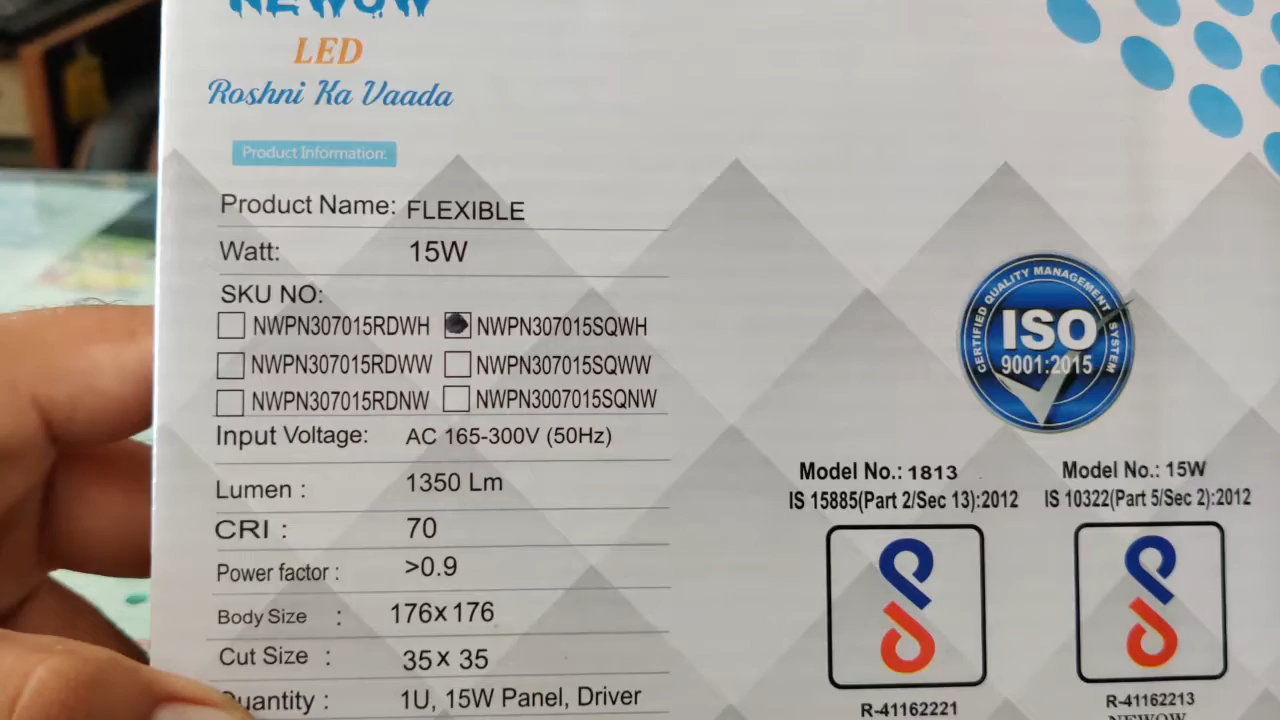 NEWOW
LED
Roshni Ka Vaada
Product Information:
Product Name: FLEXIBLE
Watt: 15W
SKU NO:
NWPN307015RDWH NWPN307015SQWH
NWPN307015RDWW NWPN307015SQWW
NWPN307015RDNW NWPN3007015SQNW
Input Voltage: AC 165-300V (50Hz)
Lumen : 1350 Lm
CRI : 70
Power factor : >0.9
Body Size : 176x176
Cut Size : 35x 35
Quantity : 1U, 15W Panel, Driver
CERTIFIED QUALITY MANAGEMENT SYSTEM
ISO
9001:2015
Model No.: 1813
IS 15885(Part 2/Sec 13):2012
R-41162221
Model No.: 15W
IS 10322(Part 5/Sec 2):2012
R-41162213
NEWOW